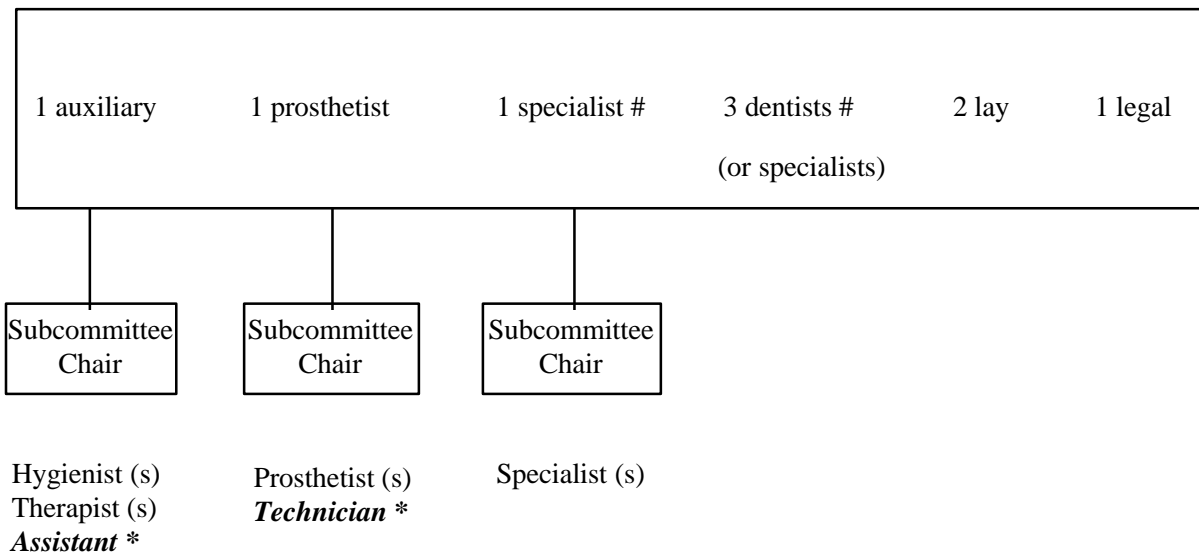 1 auxiliary 1 prosthetist 1 specialist # 3 dentists # 2 lay 1 legal
(or specialists)
Subcommittee Chair
Subcommittee Chair
Subcommittee Chair
Hygienist (s)
Therapist (s)
Assistant *
Prosthetist (s)
Technician *
Specialist (s)